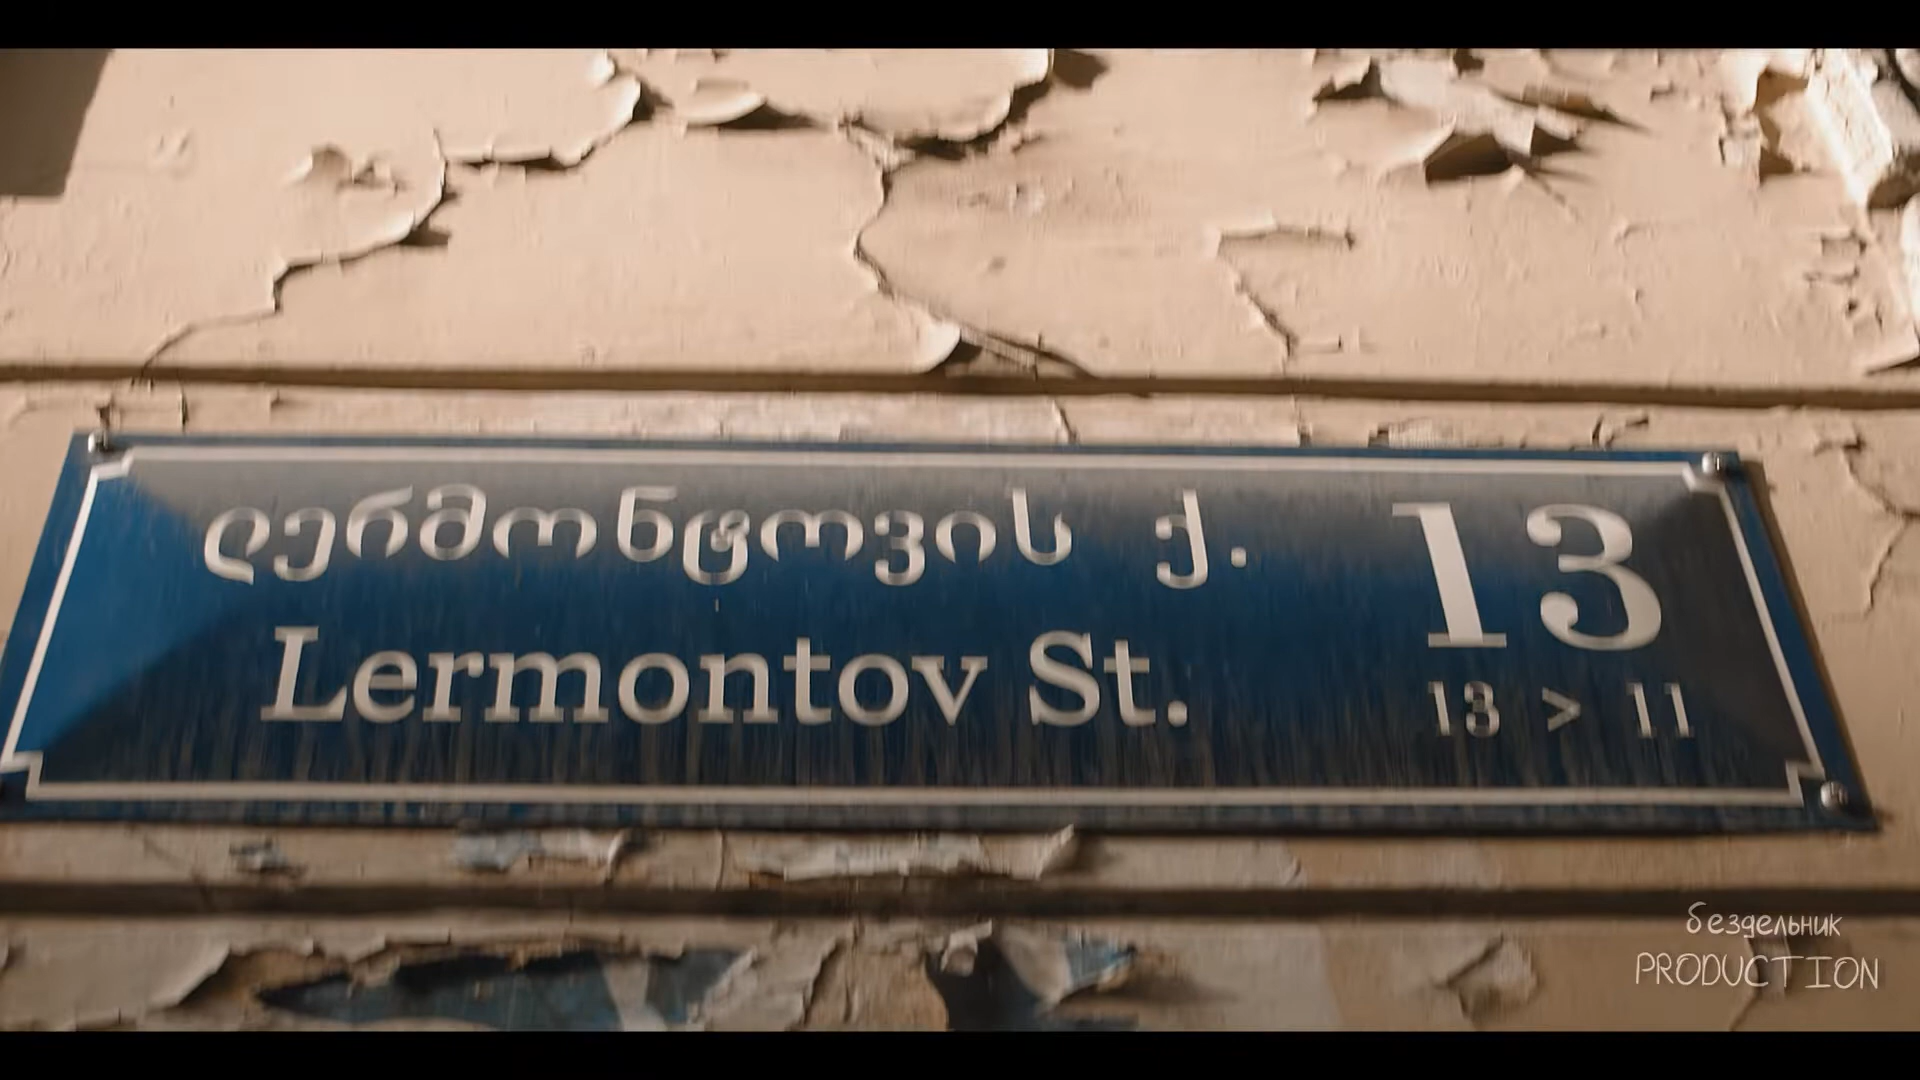 ლერმონტოვის ქ.
Lermontov St.
13
13 > 11
бездельник
PRODUCTION